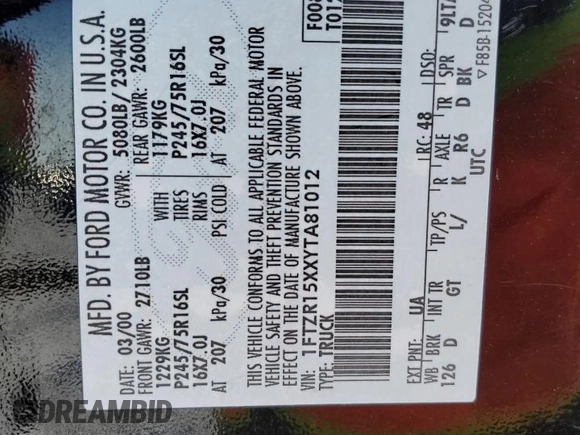 MFD. BY FORD MOTOR CO. IN U.S.A.
DATE: 03/00 GVWR: 5080LB / 2304KG
FRONT GAWR: 2710LB REAR GAWR: 2600LB
1229KG WITH 1179KG
P245/75R16SL TIRES P245/75R16SL
16X7.0J RIMS 16X7.0J
AT 207 kPa/30 PSI COLD AT 207 kPa/30
THIS VEHICLE CONFORMS TO ALL APPLICABLE FEDERAL MOTOR
VEHICLE SAFETY AND THEFT PREVENTION STANDARDS IN
EFFECT ON THE DATE OF MANUFACTURE SHOWN ABOVE.
VIN: 1FTZR15XXYTA81012
TYPE: TRUCK
F008
T012
EXT PNT: UA RC: 48 DSO:
WB BRK INT TR TP/PS R AXLE TR SPR
126 D GT L/ K R6 D BK D
UTC
▽ F85B-15204
DREAMBID